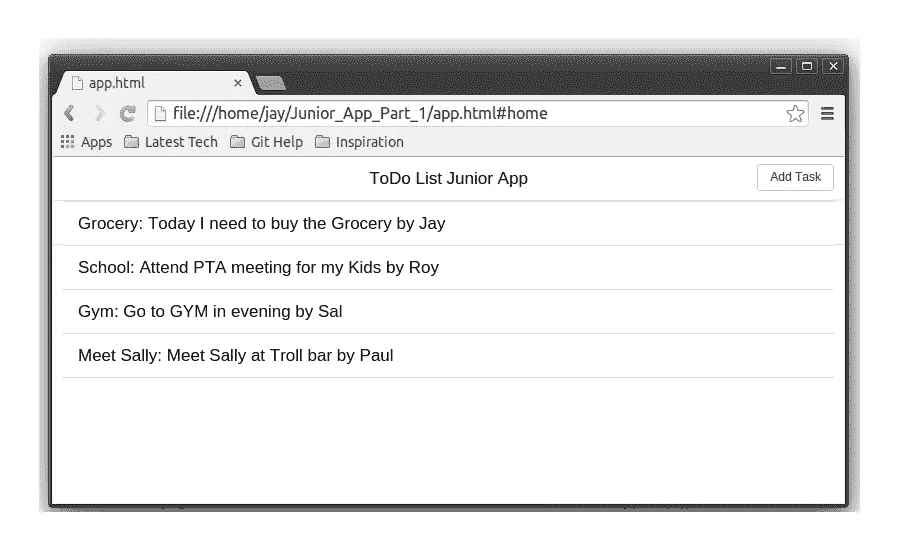 app.html
file:///home/jay/Junior_App_Part_1/app.html#home
Apps Latest Tech Git Help Inspiration
ToDo List Junior App Add Task
Grocery: Today I need to buy the Grocery by Jay
School: Attend PTA meeting for my Kids by Roy
Gym: Go to GYM in evening by Sal
Meet Sally: Meet Sally at Troll bar by Paul